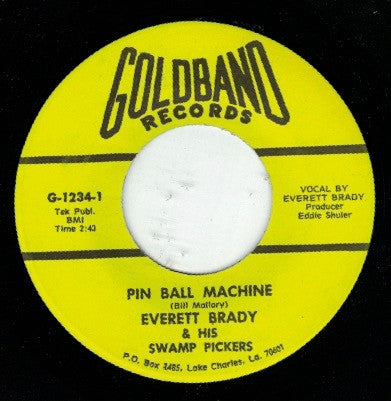 GOLDBAND
RECORDS
G-1234-1
Tek Publ.
BMI
Time 2:43
VOCAL BY
EVERETT BRADY
Producer
Eddie Shuler
PIN BALL MACHINE
(Bill Mallory)
EVERETT BRADY
& HIS
SWAMP PICKERS
P.O. Box 1485, Lake Charles, La. 70601